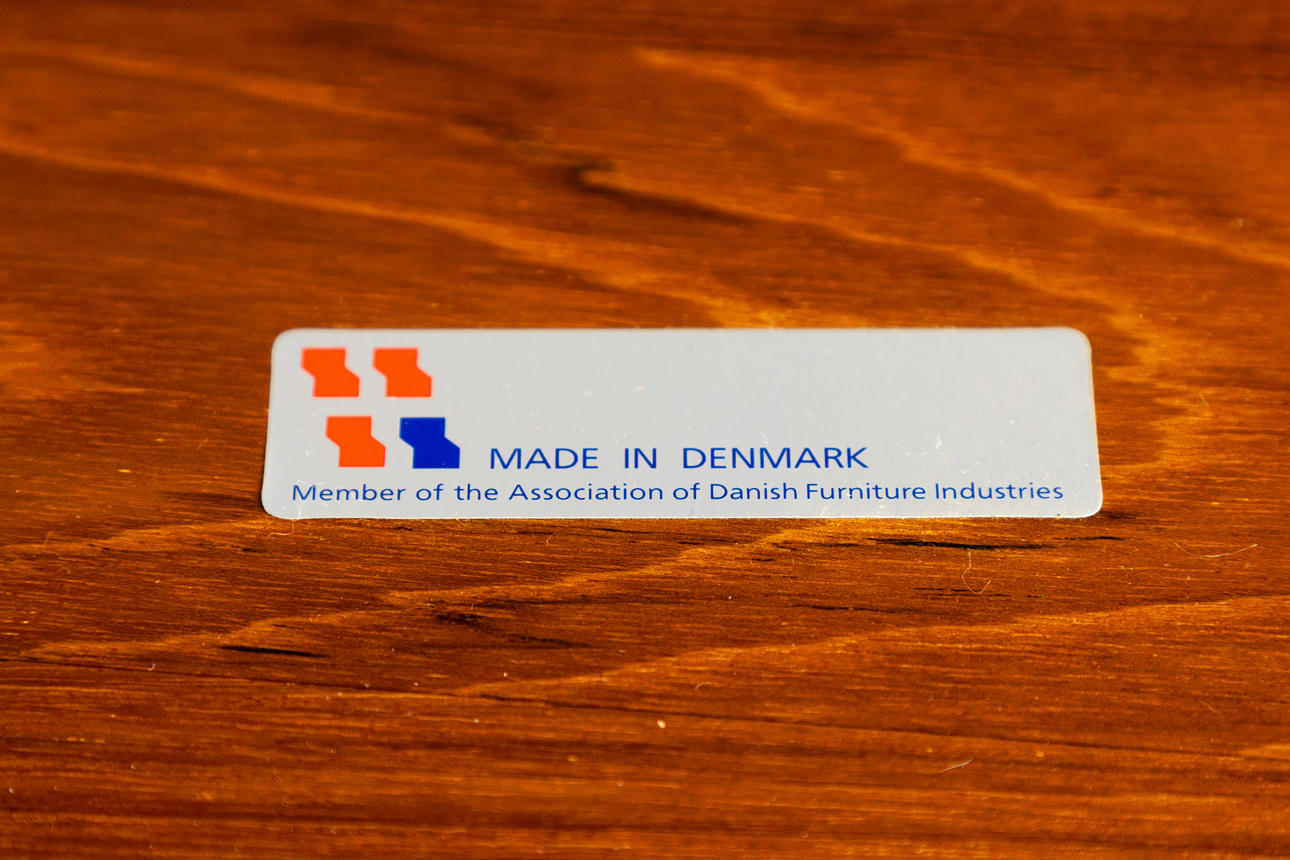 MADE IN DENMARK
Member of the Association of Danish Furniture Industries